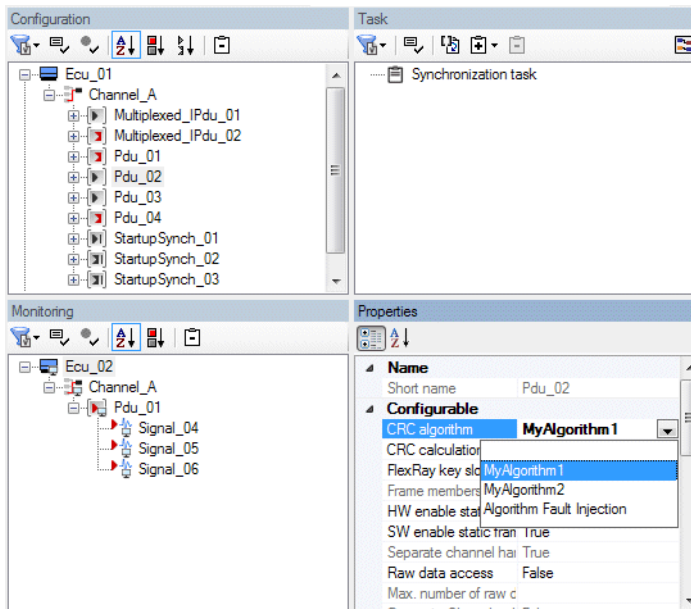 Configuration
Ecu_01
Channel_A
Multiplexed_IPdu_01
Multiplexed_IPdu_02
Pdu_01
Pdu_02
Pdu_03
Pdu_04
StartupSynch_01
StartupSynch_02
StartupSynch_03
Task
Synchronization task
Monitoring
Ecu_02
Channel_A
Pdu_01
Signal_04
Signal_05
Signal_06
Properties
Name
Short name Pdu_02
Configurable
CRC algorithm MyAlgorithm1
CRC calculation
FlexRay key slo MyAlgorithm1
Frame members MyAlgorithm2
HW enable stat Algorithm Fault Injection
SW enable static fran True
Separate channel hai True
Raw data access False
Max. number of raw c